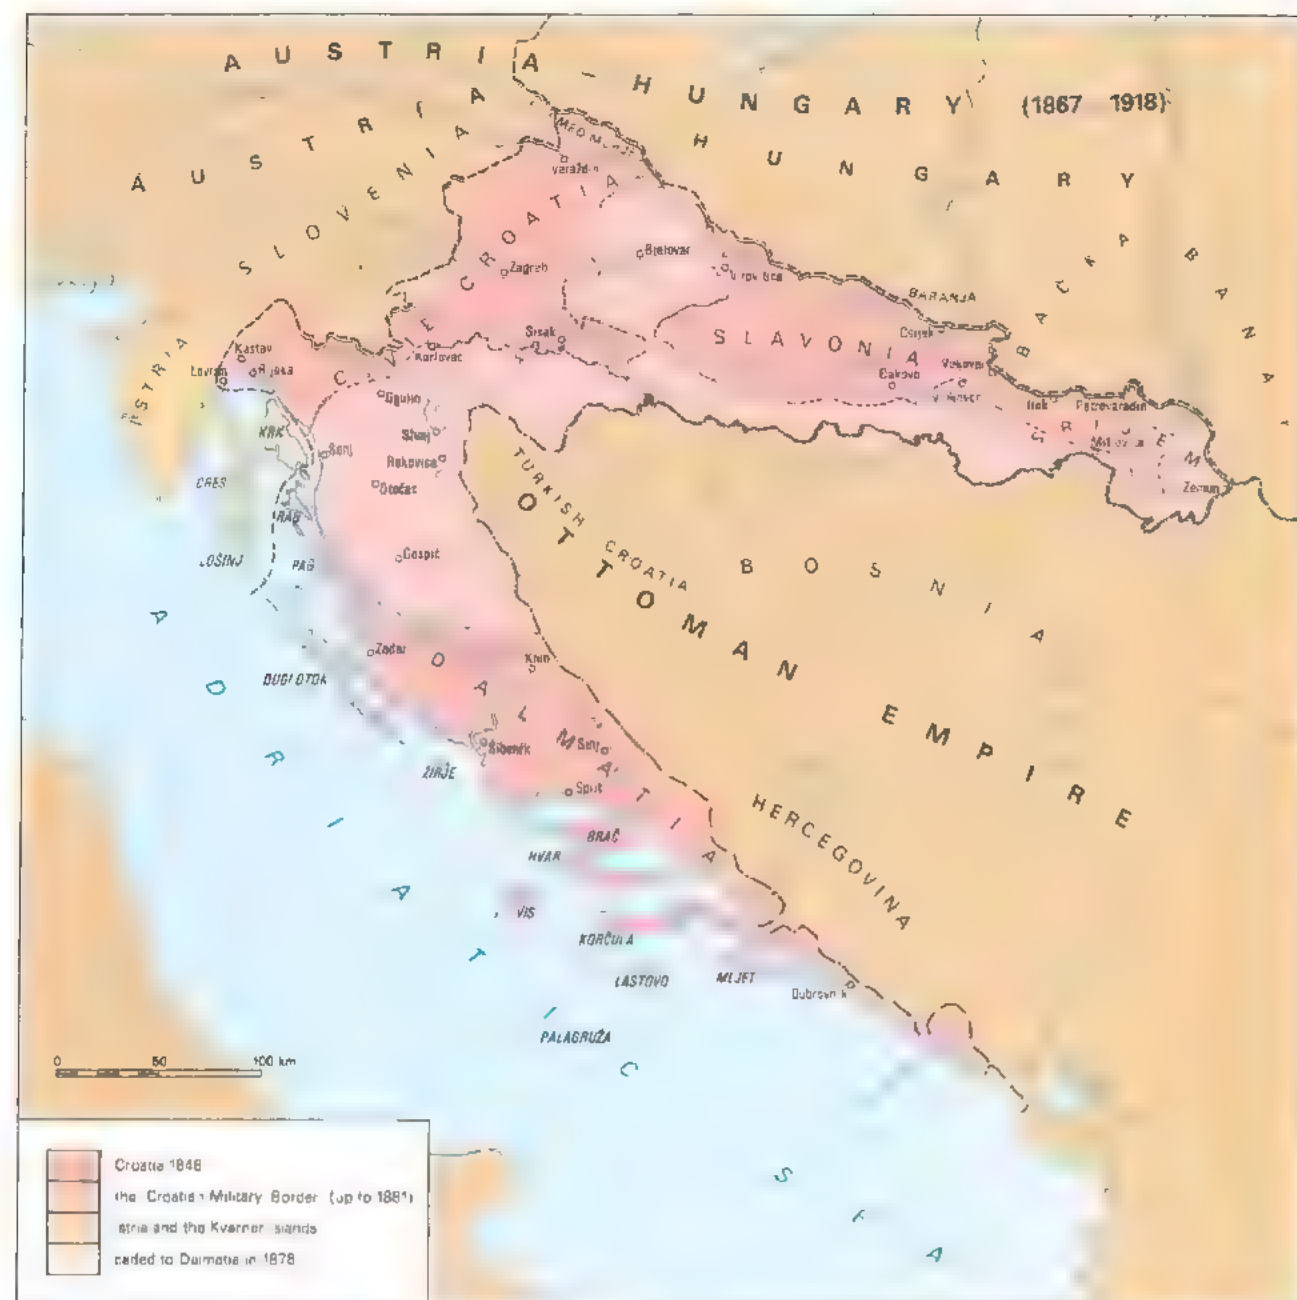 AUSTRIA - HUNGARY (1867 1918)
AUSTRIA
HUNGARY
SLOVENIA
MEĐIMURJE
Varaždin
CROATIA
BAČKA
BANAT
Bjelovar
Zagreb
BARANJA
ISTRIA
Kastav
Lovran
Rijeka
Karlovac
Sisak
SLAVONIA
Osijek
Vukovar
Đakovo
Ogulin
Slunj
Ilok
Petrovaradin
SRIJEM
Mitrovica
Zemun
KRK
Senj
Rakovica
Otočac
CRES
RAB
TURKISH CROATIA
OTTOMAN EMPIRE
LOŠINJ
PAG
Gospić
BOSNIA
ADRIATIC SEA
Zadar
Knin
DUGI OTOK
DALMATIA
Šibenik
Sinj
ŽIRJE
Split
HERCEGOVINA
BRAČ
HVAR
VIS
KORČULA
LASTOVO
MLJET
Dubrovnik
PALAGRUŽA
0 50 100 km
Croatia 1848
the Croatian Military Border (up to 1881)
Istria and the Kvarner islands
ceded to Dalmatia in 1878